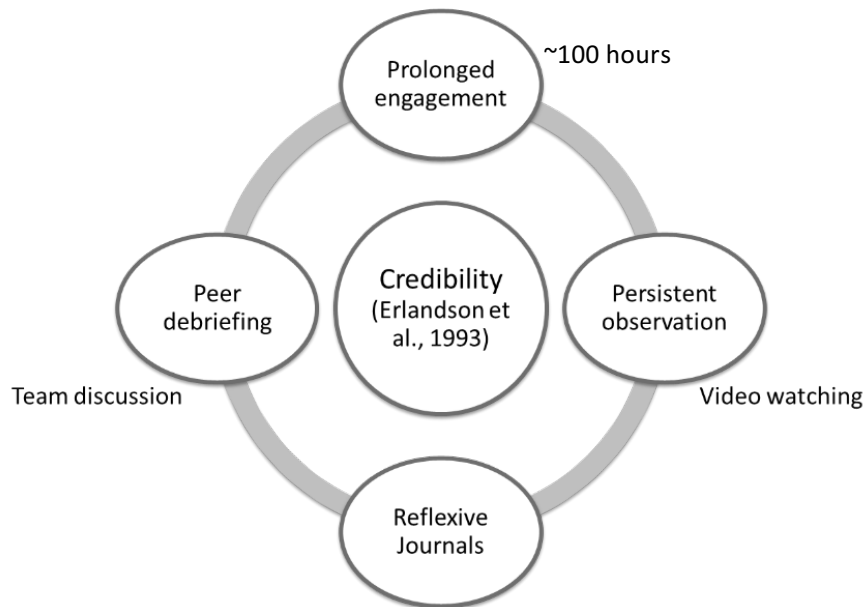 Prolonged
engagement
~100 hours
Peer
debriefing
Credibility
(Erlandson et
al., 1993)
Persistent
observation
Team discussion
Video watching
Reflexive
Journals